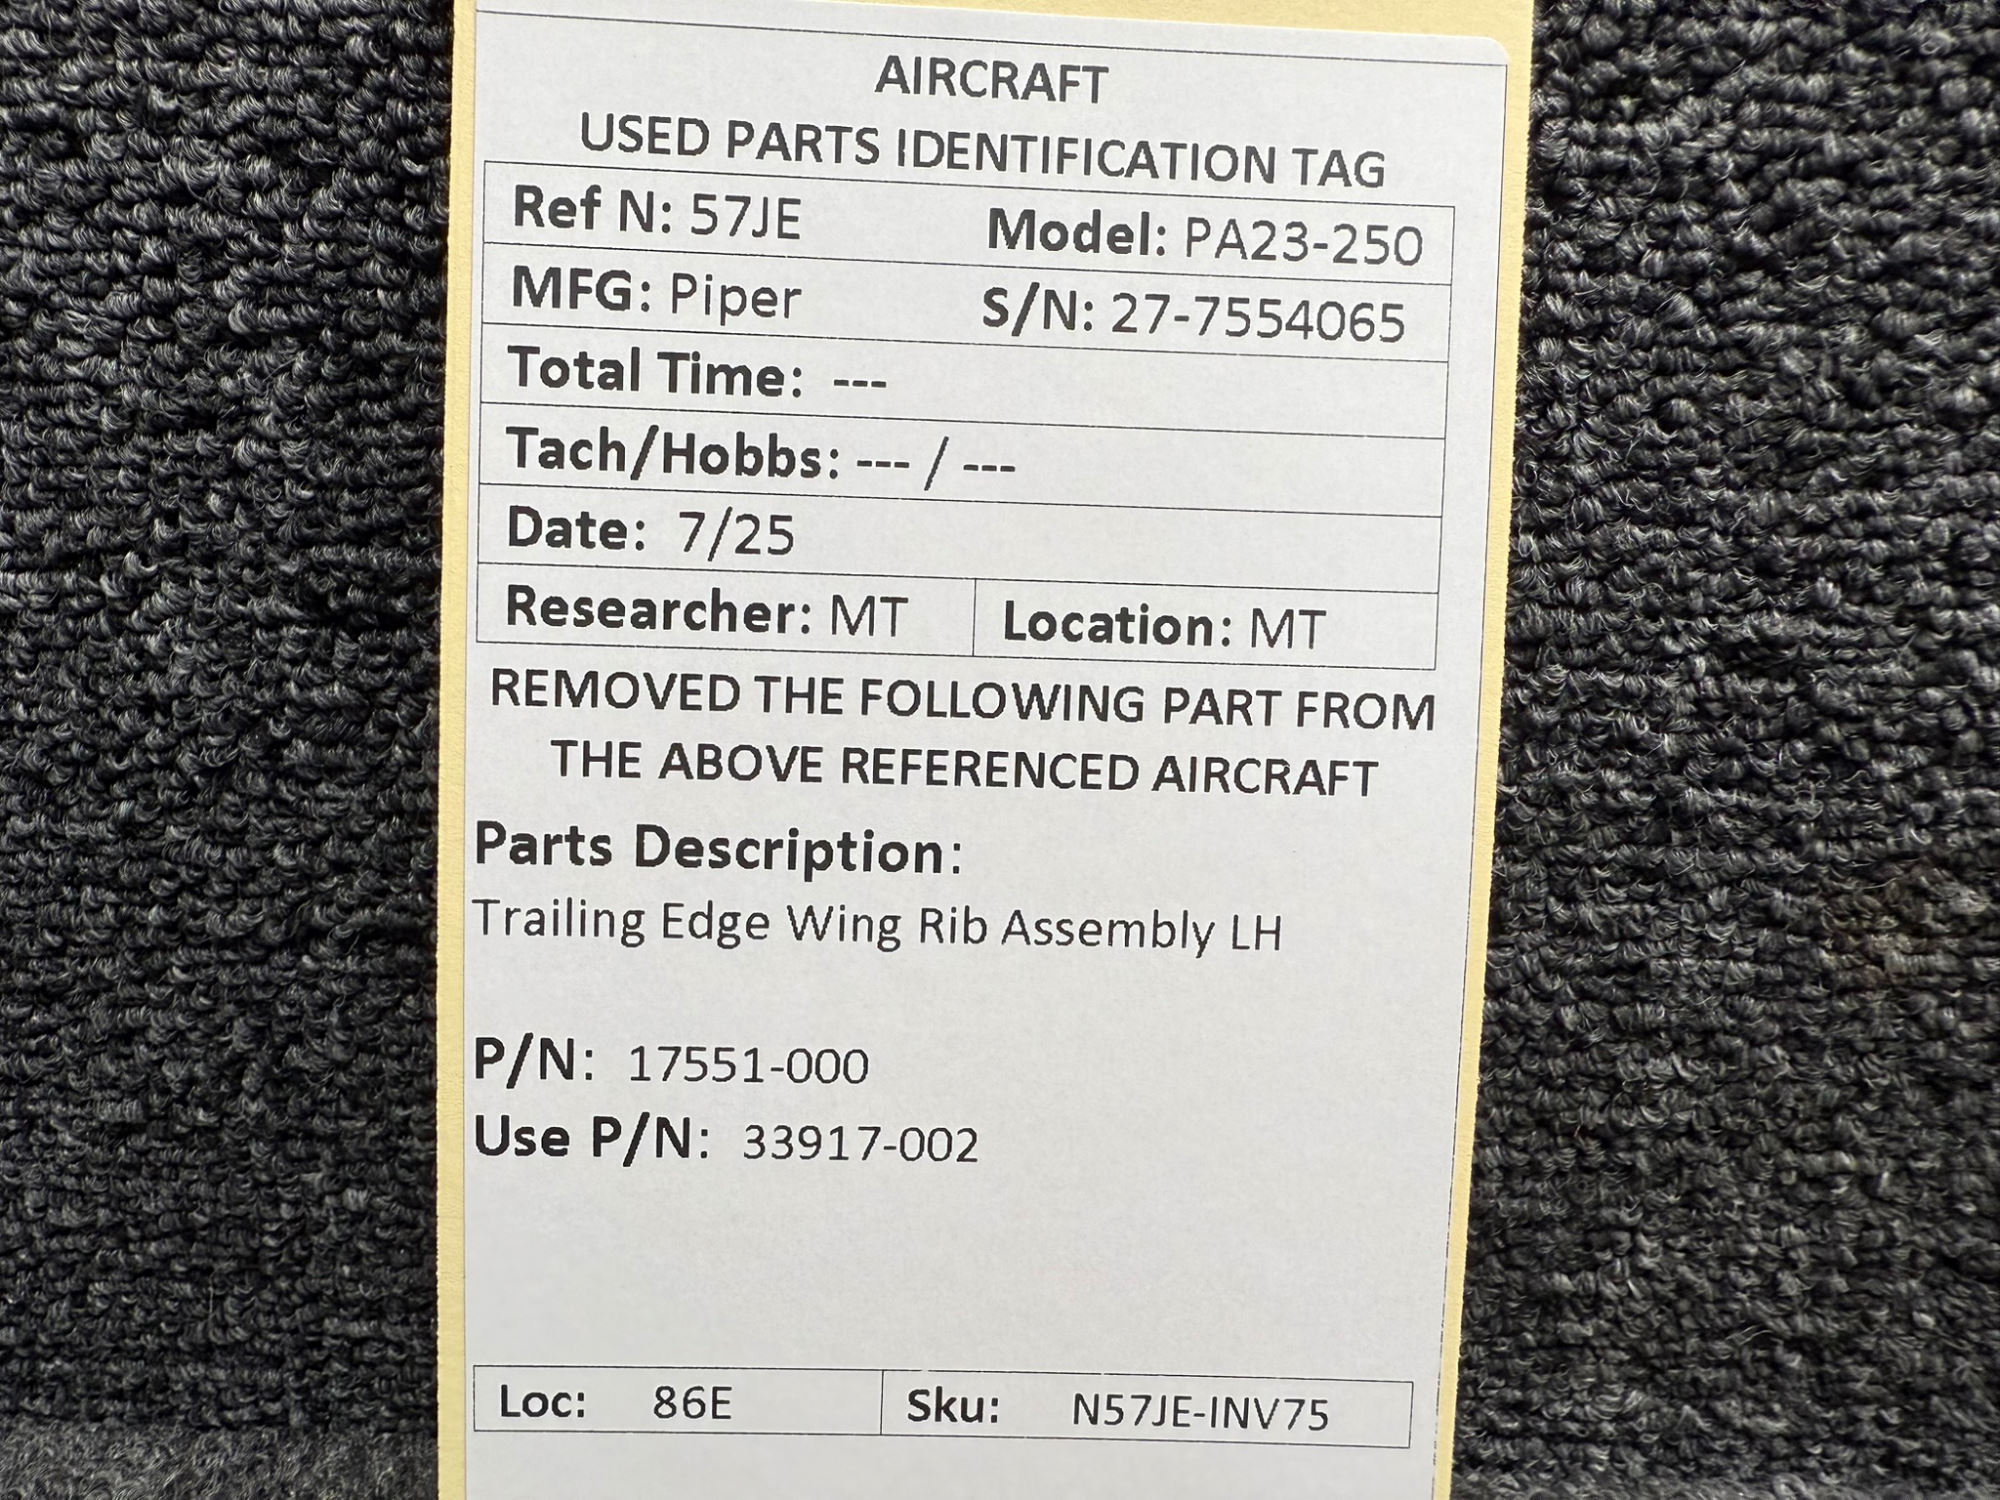 AIRCRAFT
USED PARTS IDENTIFICATION TAG
Ref N: 57JE Model: PA23-250
MFG: Piper S/N: 27-7554065
Total Time: ---
Tach/Hobbs: --- / ---
Date: 7/25
Researcher: MT Location: MT
REMOVED THE FOLLOWING PART FROM
THE ABOVE REFERENCED AIRCRAFT
Parts Description:
Trailing Edge Wing Rib Assembly LH
P/N: 17551-000
Use P/N: 33917-002
Loc: 86E Sku: N57JE-INV75